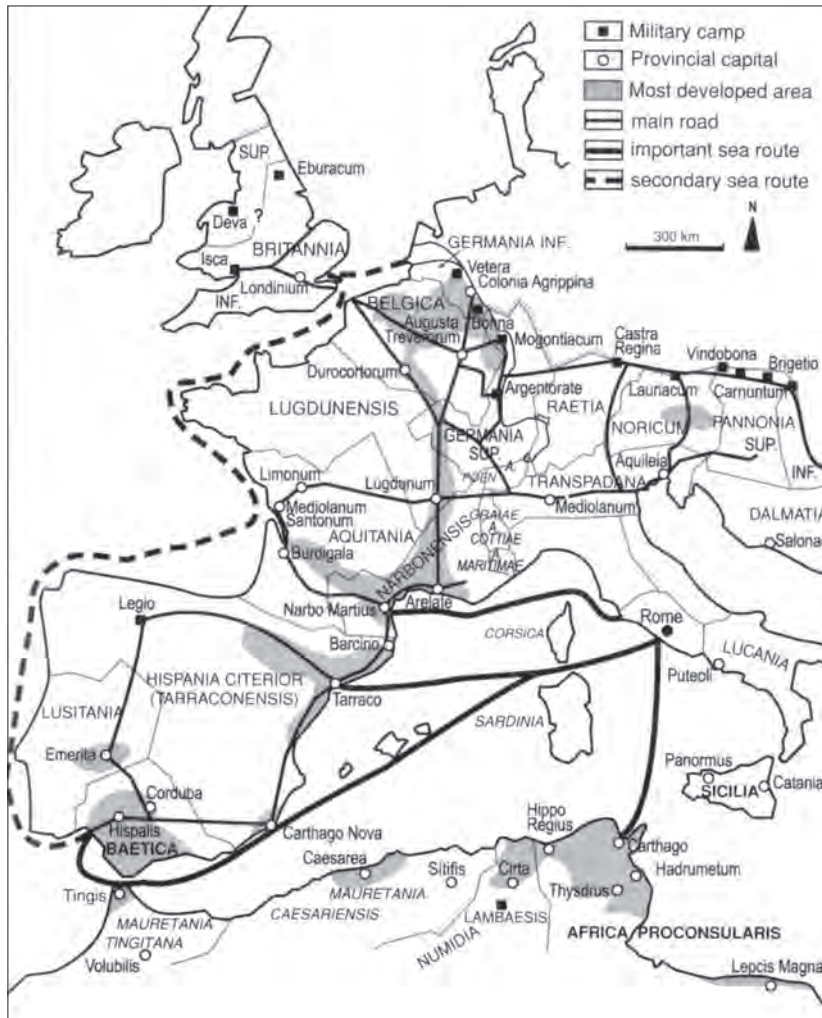 Military camp
Provincial capital
Most developed area
main road
important sea route
secondary sea route
N
300 km
SUP.
Eburacum
Deva
?
Isca
BRITANNIA
Londinium
INF.
GERMANIA INF.
Vetera
Colonia Agrippina
BELGICA
Augusta
Treverorum
Bonna
Mogontiacum
Castra
Regina
Vindobona
Brigetio
Durocortorum
Argentorate
Lauriacum
Carnuntum
LUGDUNENSIS
RAETIA
NORICUM
PANNONIA
SUP.
GERMANIA
SUP.
Aquileia
INF.
POEN
A.
G.
TRANSPADANA
Limonum
Lugdunum
Mediolanum
Mediolanum
Santonum
DALMATIA
GRAIAE
A.
COTTIAE
A.
MARITIMAE
AQUITANIA
Salona
Burdigala
NARBONENSIS
Narbo Martius
Arelate
Legio
Rome
Barcino
CORSICA
LUCANIA
HISPANIA CITERIOR
(TARRACONENSIS)
Tarraco
Puteoli
LUSITANIA
SARDINIA
Emerita
Panormus
Corduba
SICILIA
Catania
Hispalis
Carthago Nova
Hippo
Regius
BAETICA
Caesarea
Sitifis
Cirta
Carthago
Hadrumetum
Tingis
MAURETANIA
CAESARIENSIS
Thysdrus
LAMBAESIS
MAURETANIA
TINGITANA
NUMIDIA
AFRICA PROCONSULARIS
Volubilis
Lepcis Magna